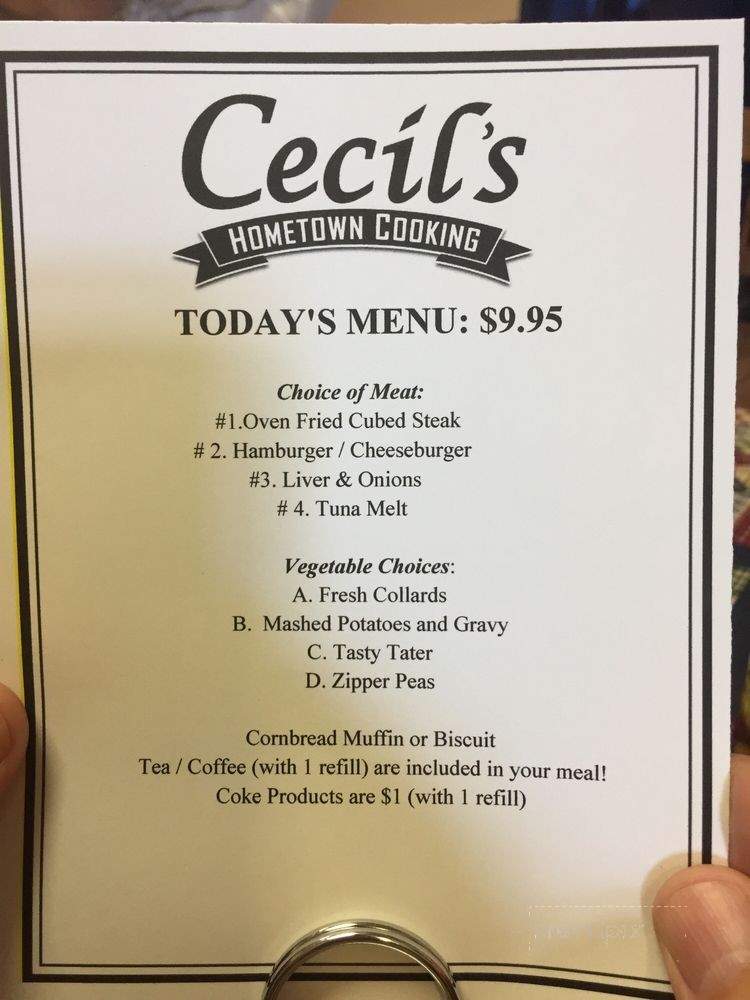 Cecil's
HOMETOWN COOKING
TODAY'S MENU: $9.95
Choice of Meat:
#1.Oven Fried Cubed Steak
# 2. Hamburger / Cheeseburger
#3. Liver & Onions
# 4. Tuna Melt
Vegetable Choices:
A. Fresh Collards
B. Mashed Potatoes and Gravy
C. Tasty Tater
D. Zipper Peas
Cornbread Muffin or Biscuit
Tea / Coffee (with 1 refill) are included in your meal!
Coke Products are $1 (with 1 refill)